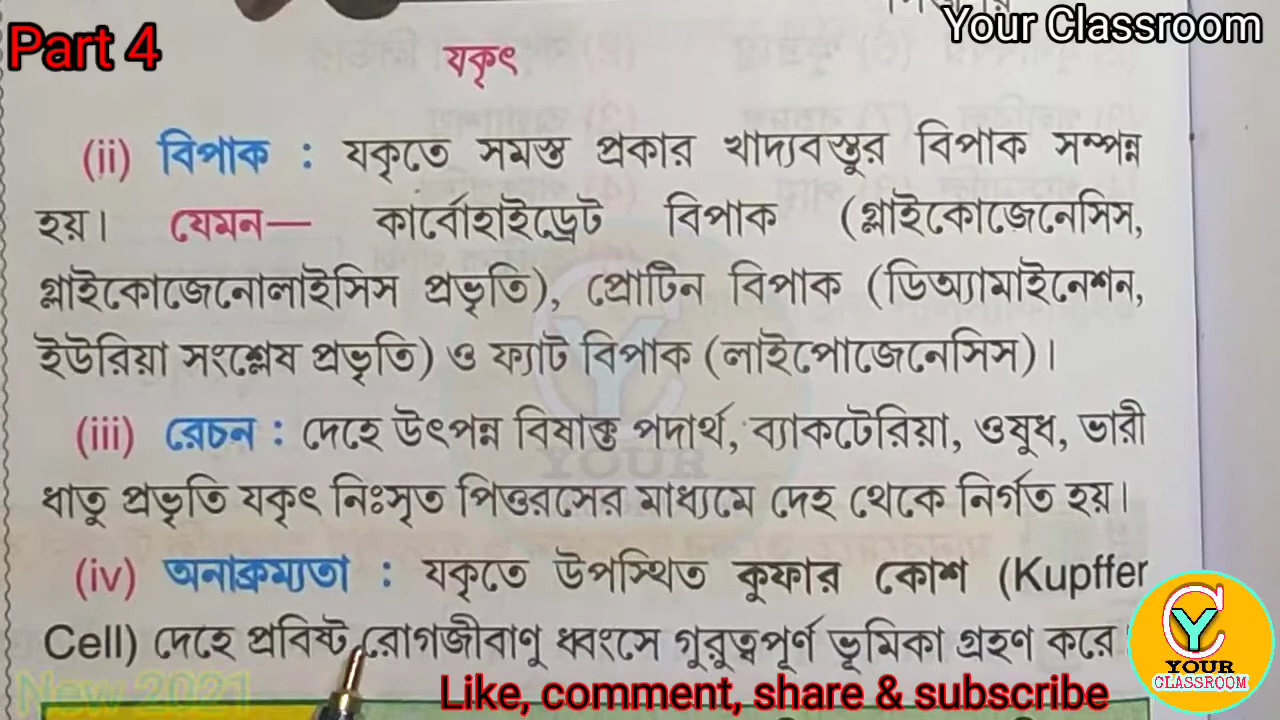 Part 4
Your Classroom
যকৃৎ
(ii) বিপাক : যকৃতে সমস্ত প্রকার খাদ্যবস্তুর বিপাক সম্পন্ন
হয়। যেমন— কার্বোহাইড্রেট বিপাক (গ্লাইকোজেনেসিস,
গ্লাইকোজেনোলাইসিস প্রভৃতি), প্রোটিন বিপাক (ডিঅ্যামাইনেশন,
ইউরিয়া সংশ্লেষ প্রভৃতি) ও ফ্যাট বিপাক (লাইপোজেনেসিস)।
(iii) রেচন : দেহে উৎপন্ন বিষাক্ত পদার্থ, ব্যাকটেরিয়া, ওষুধ, ভারী
ধাতু প্রভৃতি যকৃৎ নিঃসৃত পিত্তরসের মাধ্যমে দেহ থেকে নির্গত হয়।
(iv) অনাক্রম্যতা : যকৃতে উপস্থিত কুফার কোশ (Kupffer
Cell) দেহে প্রবিষ্ট রোগজীবাণু ধ্বংসে গুরুত্বপূর্ণ ভূমিকা গ্রহণ করে
YOUR
CLASSROOM
New 2021
Like, comment, share & subscribe